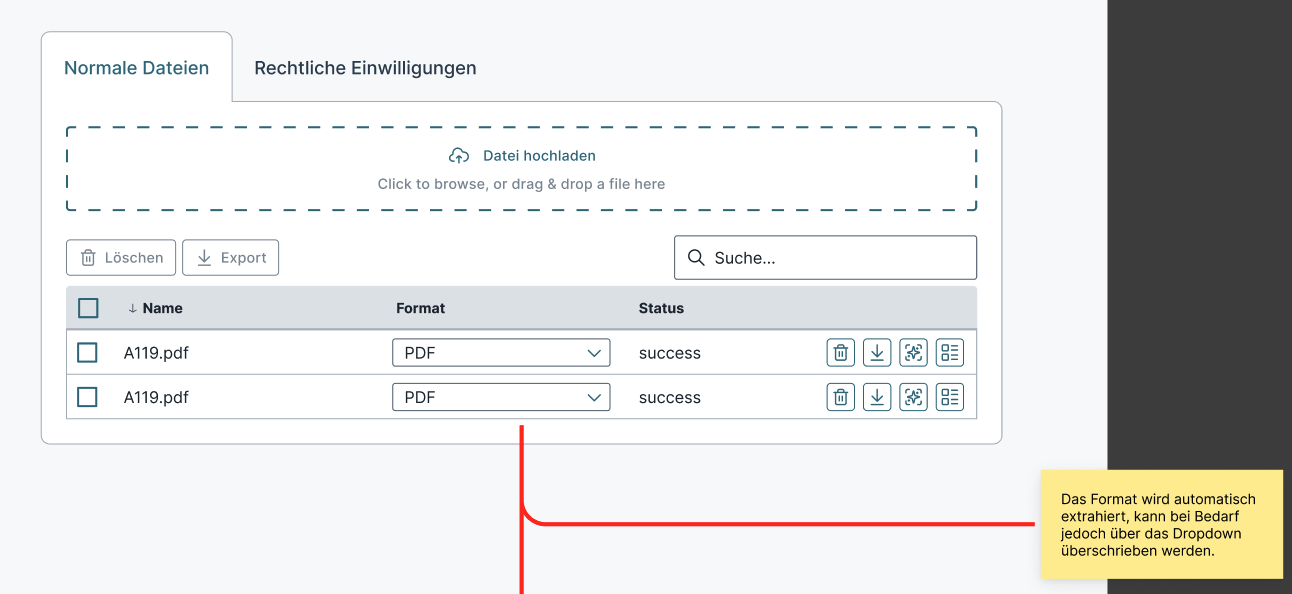 Normale Dateien Rechtliche Einwilligungen
Datei hochladen
Click to browse, or drag & drop a file here
Löschen Export Suche...
↓ Name Format Status
A119.pdf PDF success
A119.pdf PDF success
Das Format wird automatisch
extrahiert, kann bei Bedarf
jedoch über das Dropdown
überschrieben werden.